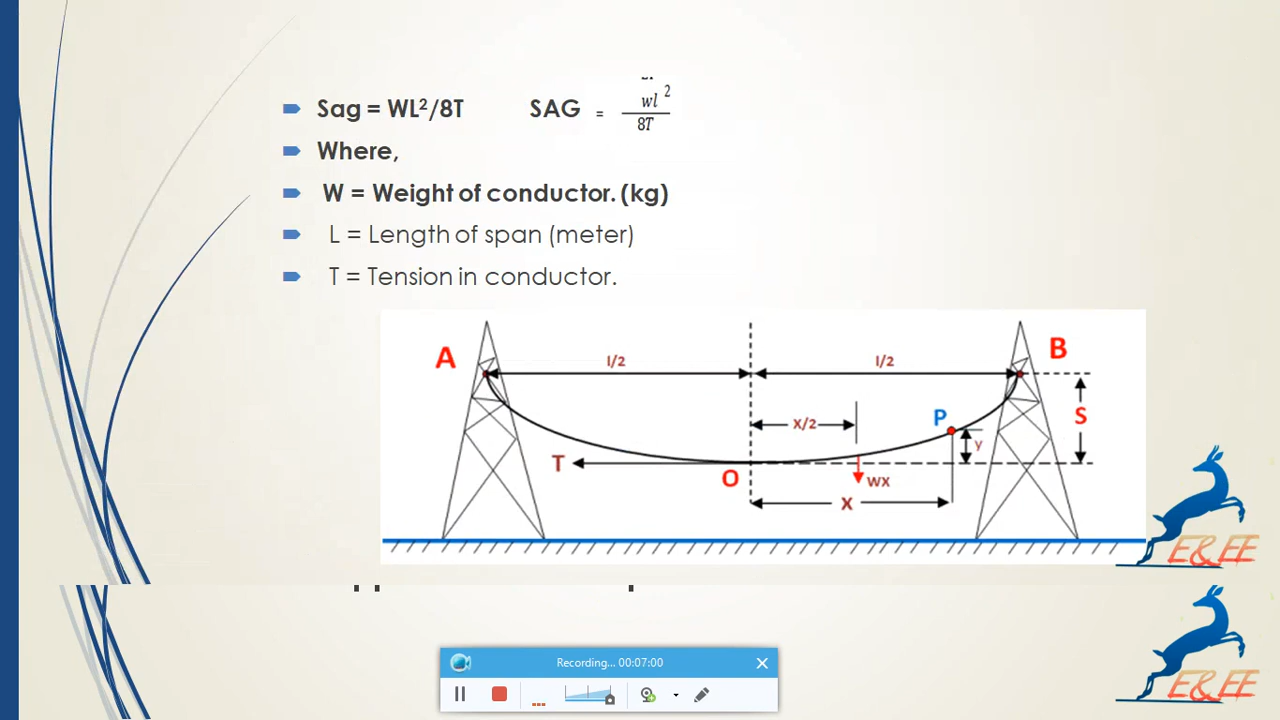 Sag = WL²/8T SAG = wl²/8T
Where,
W = Weight of conductor. (kg)
L = Length of span (meter)
T = Tension in conductor.
A
l/2
l/2
B
X/2
P
S
y
T
O
wx
X
E&EE
E&EE
Recording... 00:07:00